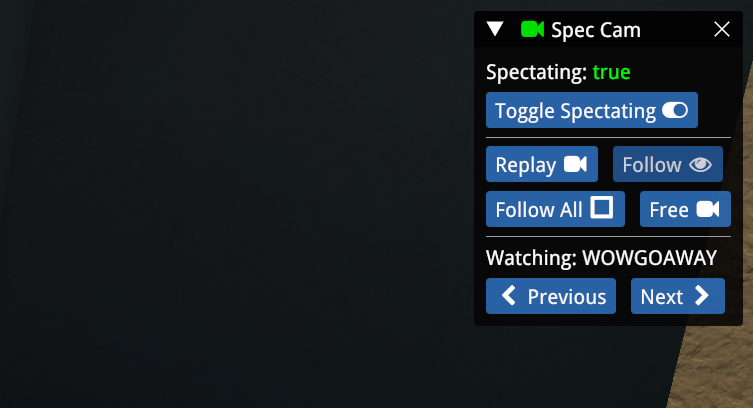 Spec Cam
Spectating: true
Toggle Spectating
Replay Follow
Follow All Free
Watching: WOWGOAWAY
Previous Next